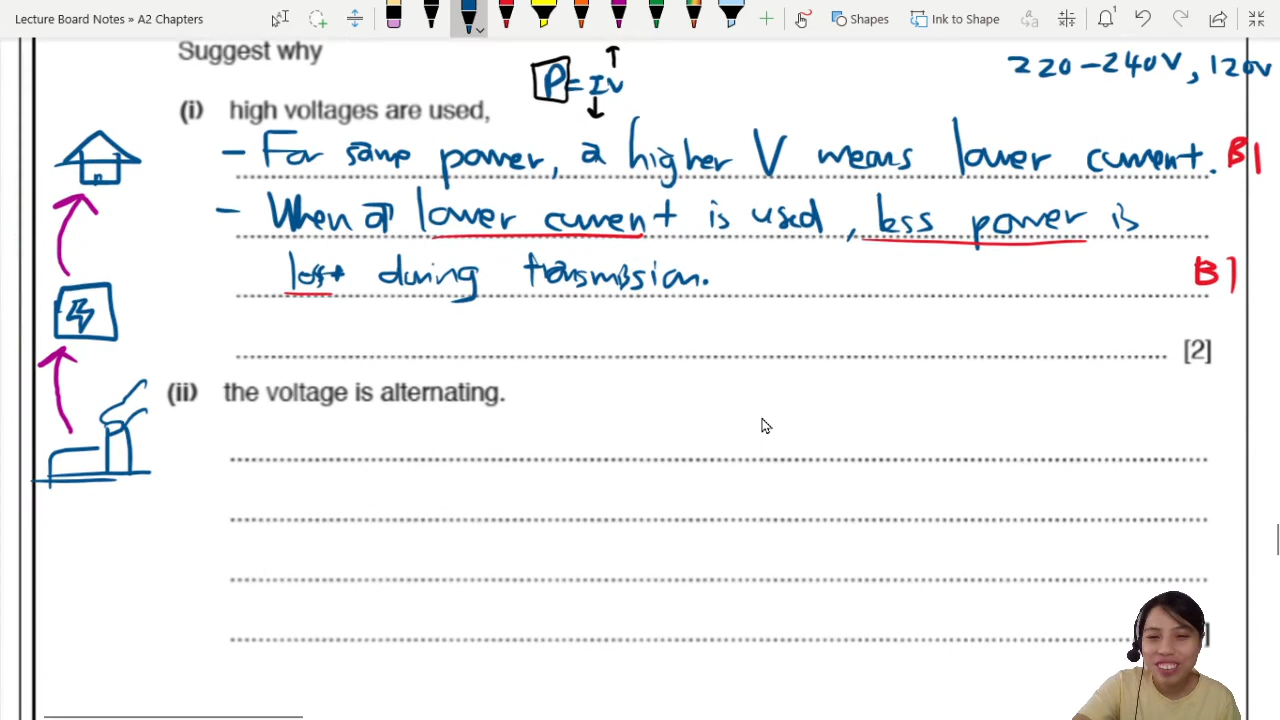 Lecture Board Notes » A2 Chapters
Shapes
Ink to Shape
Suggest why
P = IV
220-240V, 120V
(i) high voltages are used,
- For same power, a higher V means lower current. B1
- When a lower current is used, less power is
lost during transmission. B1
[2]
(ii) the voltage is alternating.